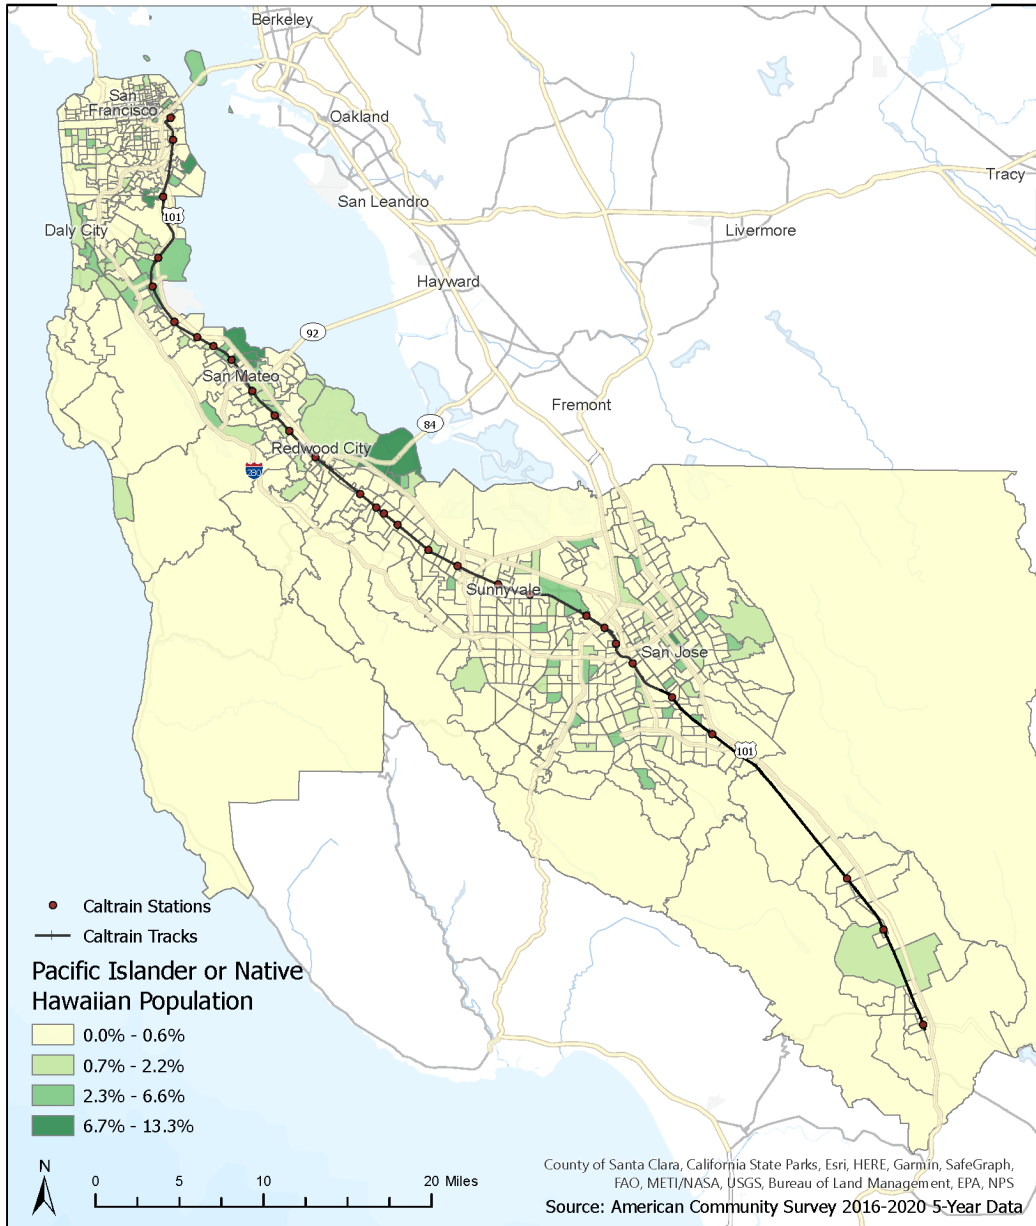 Berkeley
San
Francisco
Oakland
Tracy
San Leandro
101
Daly City
Livermore
Hayward
92
San Mateo
Fremont
84
Redwood City
280
Sunnyvale
San Jose
101
Caltrain Stations
Caltrain Tracks
Pacific Islander or Native
Hawaiian Population
0.0% - 0.6%
0.7% - 2.2%
2.3% - 6.6%
6.7% - 13.3%
N
0 5 10 20 Miles
County of Santa Clara, California State Parks, Esri, HERE, Garmin, SafeGraph,
FAO, METI/NASA, USGS, Bureau of Land Management, EPA, NPS
Source: American Community Survey 2016-2020 5-Year Data